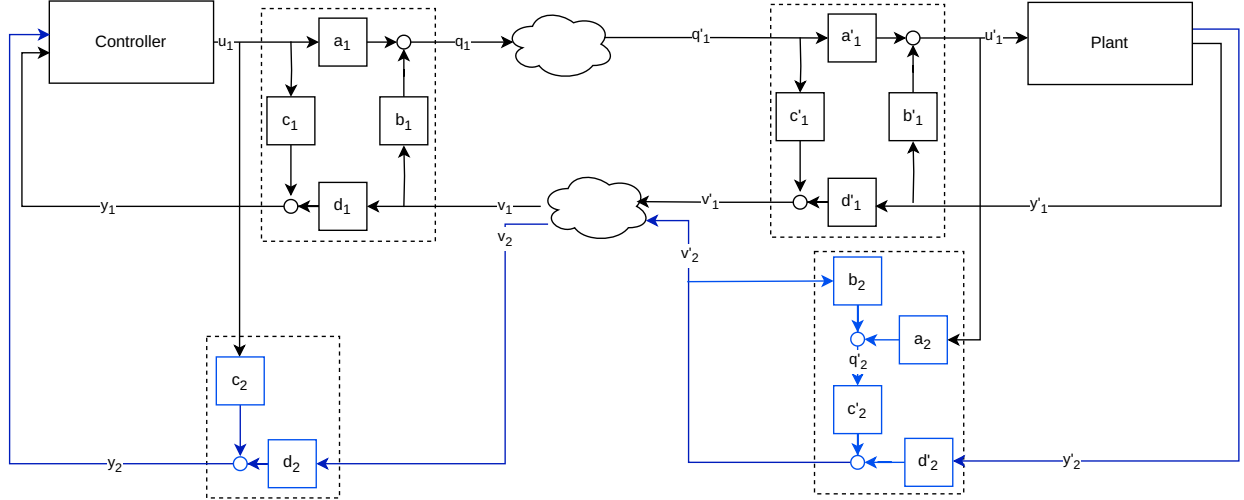 Controller
u1
a1
q1
q'1
a'1
u'1
Plant
c1
b1
c'1
b'1
y1
d1
v1
v'1
d'1
y'1
v2
v'2
b2
a2
q'2
c2
c'2
y2
d2
d'2
y'2